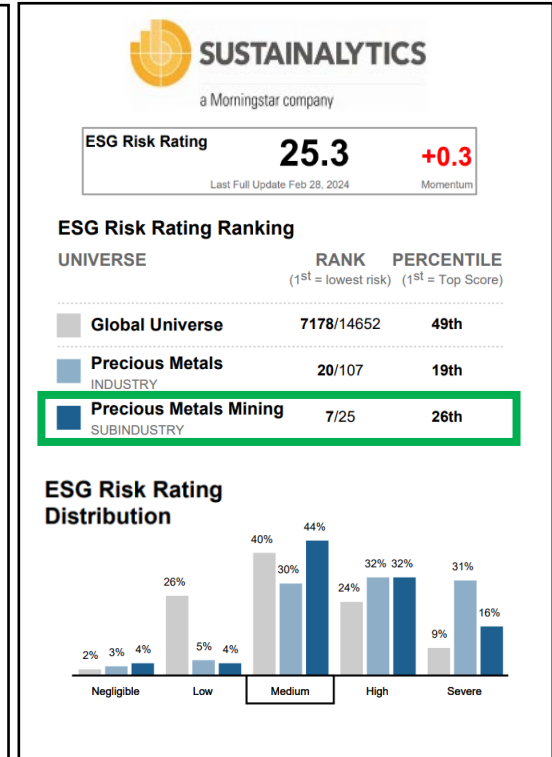 SUSTAINALYTICS
a Morningstar company
ESG Risk Rating 25.3 +0.3
Last Full Update Feb 28, 2024 Momentum
ESG Risk Rating Ranking
UNIVERSE RANK PERCENTILE
(1st = lowest risk) (1st = Top Score)
Global Universe 7178/14652 49th
Precious Metals 20/107 19th
INDUSTRY
Precious Metals Mining 7/25 26th
SUBINDUSTRY
ESG Risk Rating
Distribution
2% 3% 4% 26% 5% 4% 40% 30% 44% 24% 32% 32% 9% 31% 16%
Negligible Low Medium High Severe